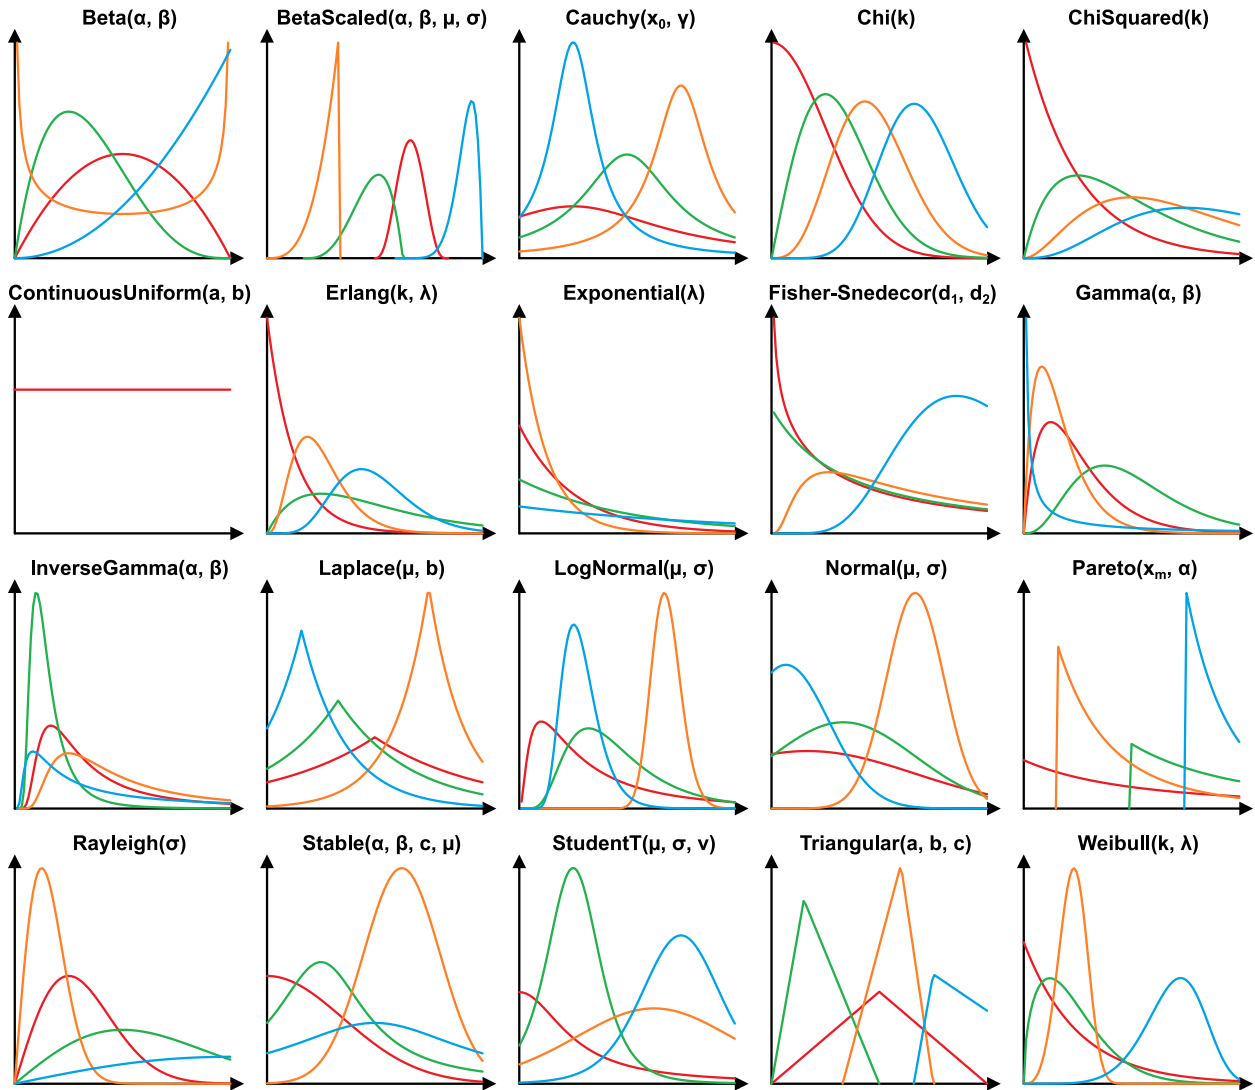 Beta(α, β)
BetaScaled(α, β, μ, σ)
Cauchy(x₀, γ)
Chi(k)
ChiSquared(k)
ContinuousUniform(a, b)
Erlang(k, λ)
Exponential(λ)
Fisher-Snedecor(d₁, d₂)
Gamma(α, β)
InverseGamma(α, β)
Laplace(μ, b)
LogNormal(μ, σ)
Normal(μ, σ)
Pareto(xₘ, α)
Rayleigh(σ)
Stable(α, β, c, μ)
StudentT(μ, σ, ν)
Triangular(a, b, c)
Weibull(k, λ)